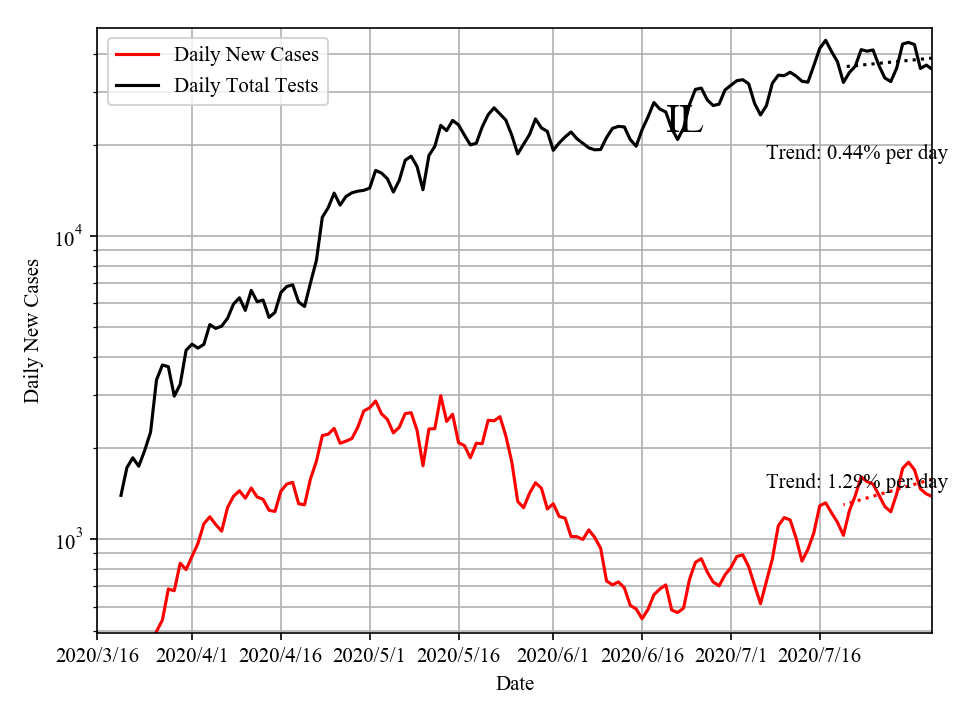 Daily New Cases
Daily Total Tests
IL
Trend: 0.44% per day
10^4
Daily New Cases
Trend: 1.29% per day
10^3
2020/3/16 2020/4/1 2020/4/16 2020/5/1 2020/5/16 2020/6/1 2020/6/16 2020/7/1 2020/7/16
Date